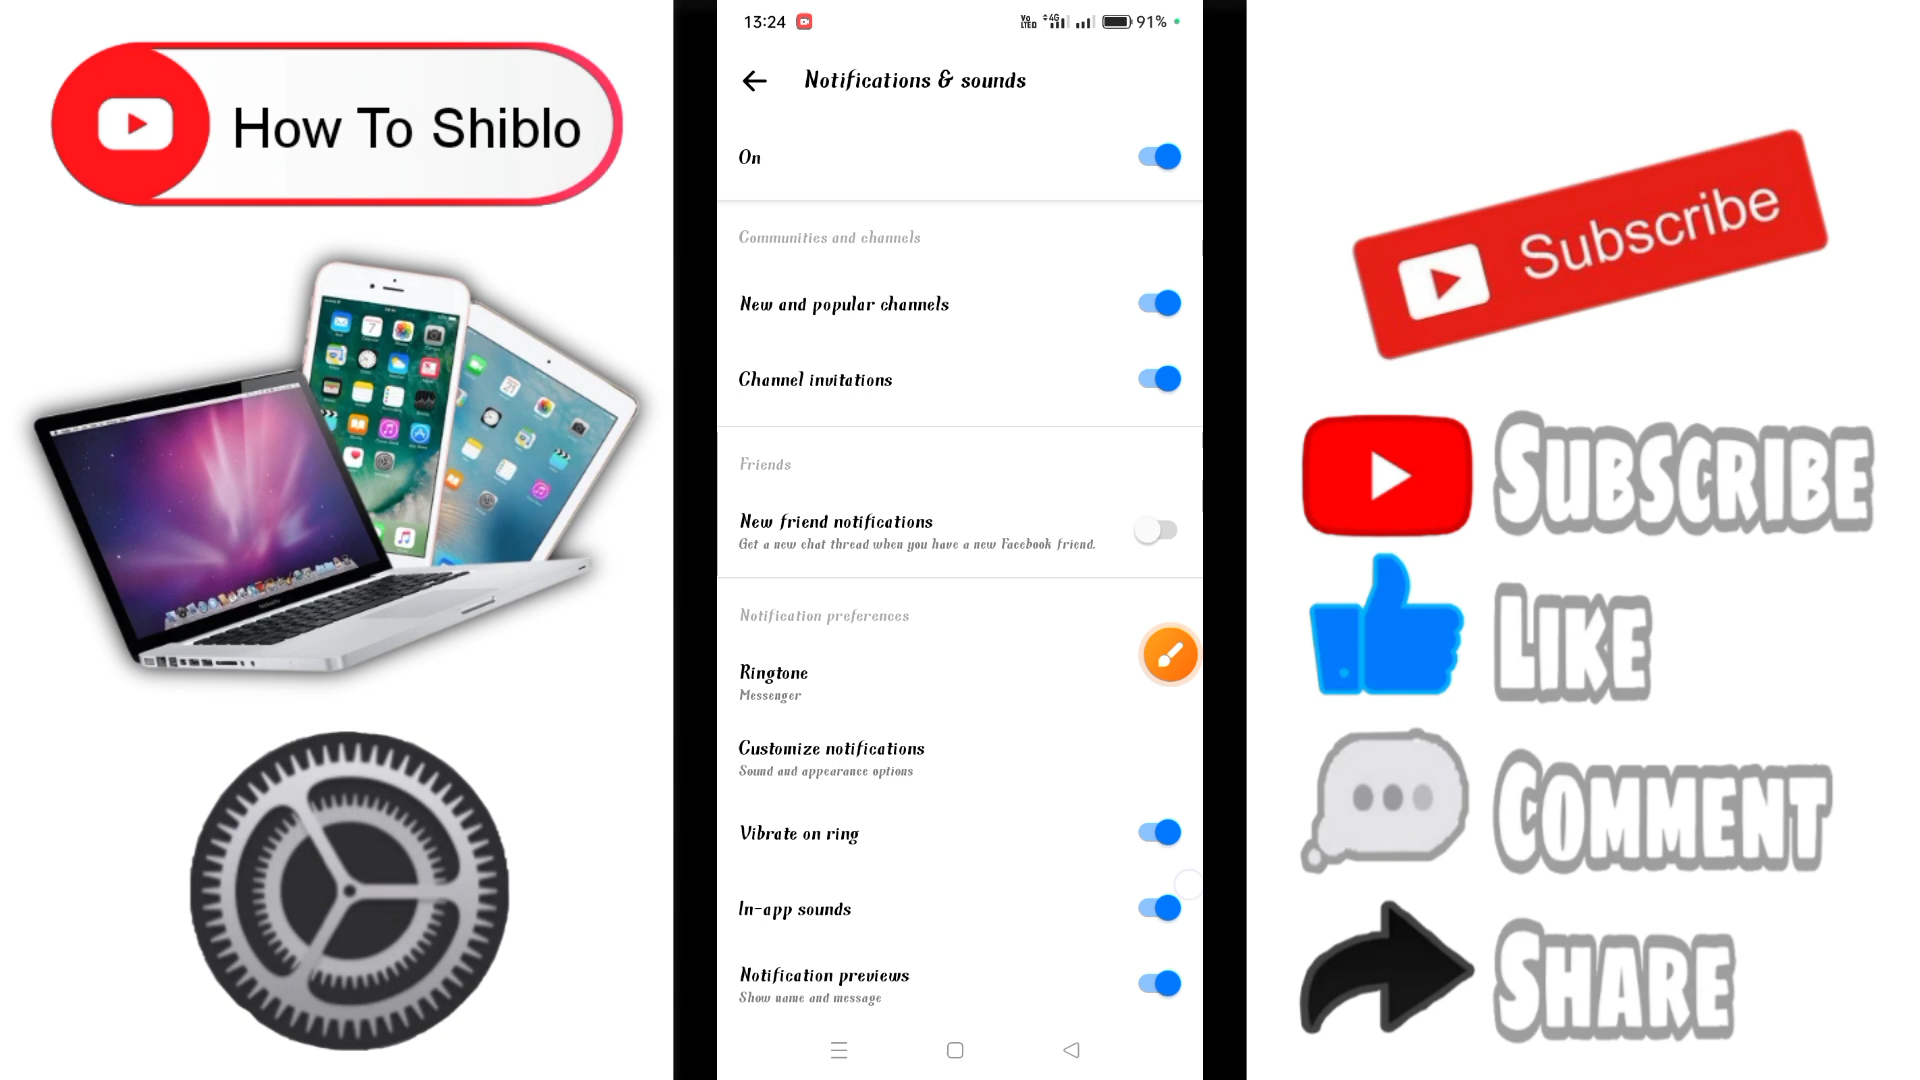 How To Shiblo
13:24
VoLTED 4G 91%
Notifications & sounds
On
Communities and channels
New and popular channels
Channel invitations
Friends
New friend notifications
Get a new chat thread when you have a new Facebook friend.
Notification preferences
Ringtone
Messenger
Customize notifications
Sound and appearance options
Vibrate on ring
In-app sounds
Notification previews
Show name and message
Subscribe
SUBSCRIBE
LIKE
COMMENT
SHARE